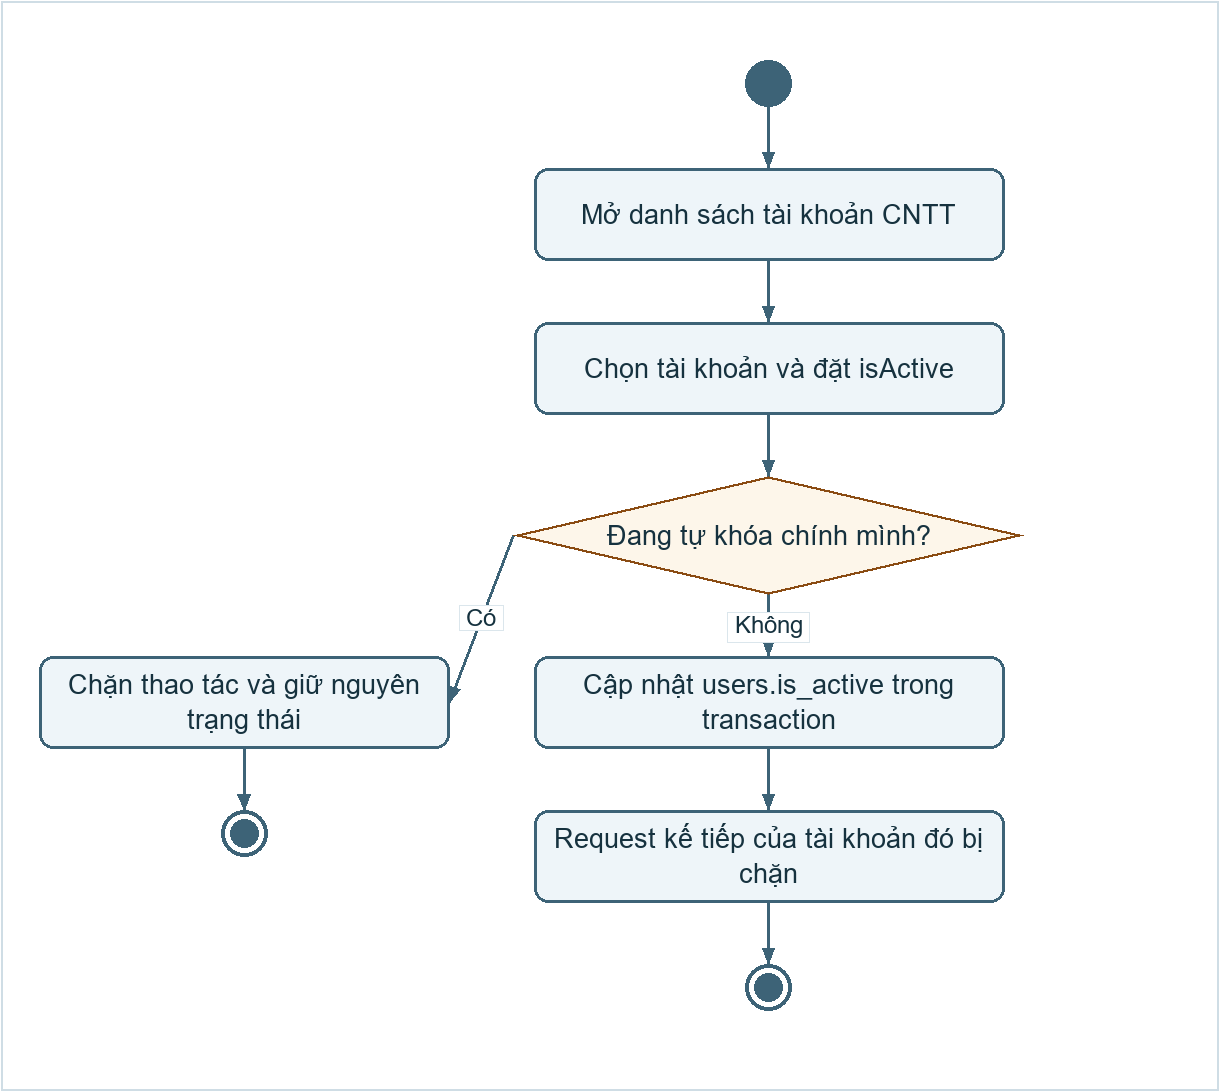 Mở danh sách tài khoản CNTT
Chọn tài khoản và đặt isActive
Đang tự khóa chính mình?
Có
Không
Chặn thao tác và giữ nguyên
trạng thái
Cập nhật users.is_active trong
transaction
Request kế tiếp của tài khoản đó bị
chặn